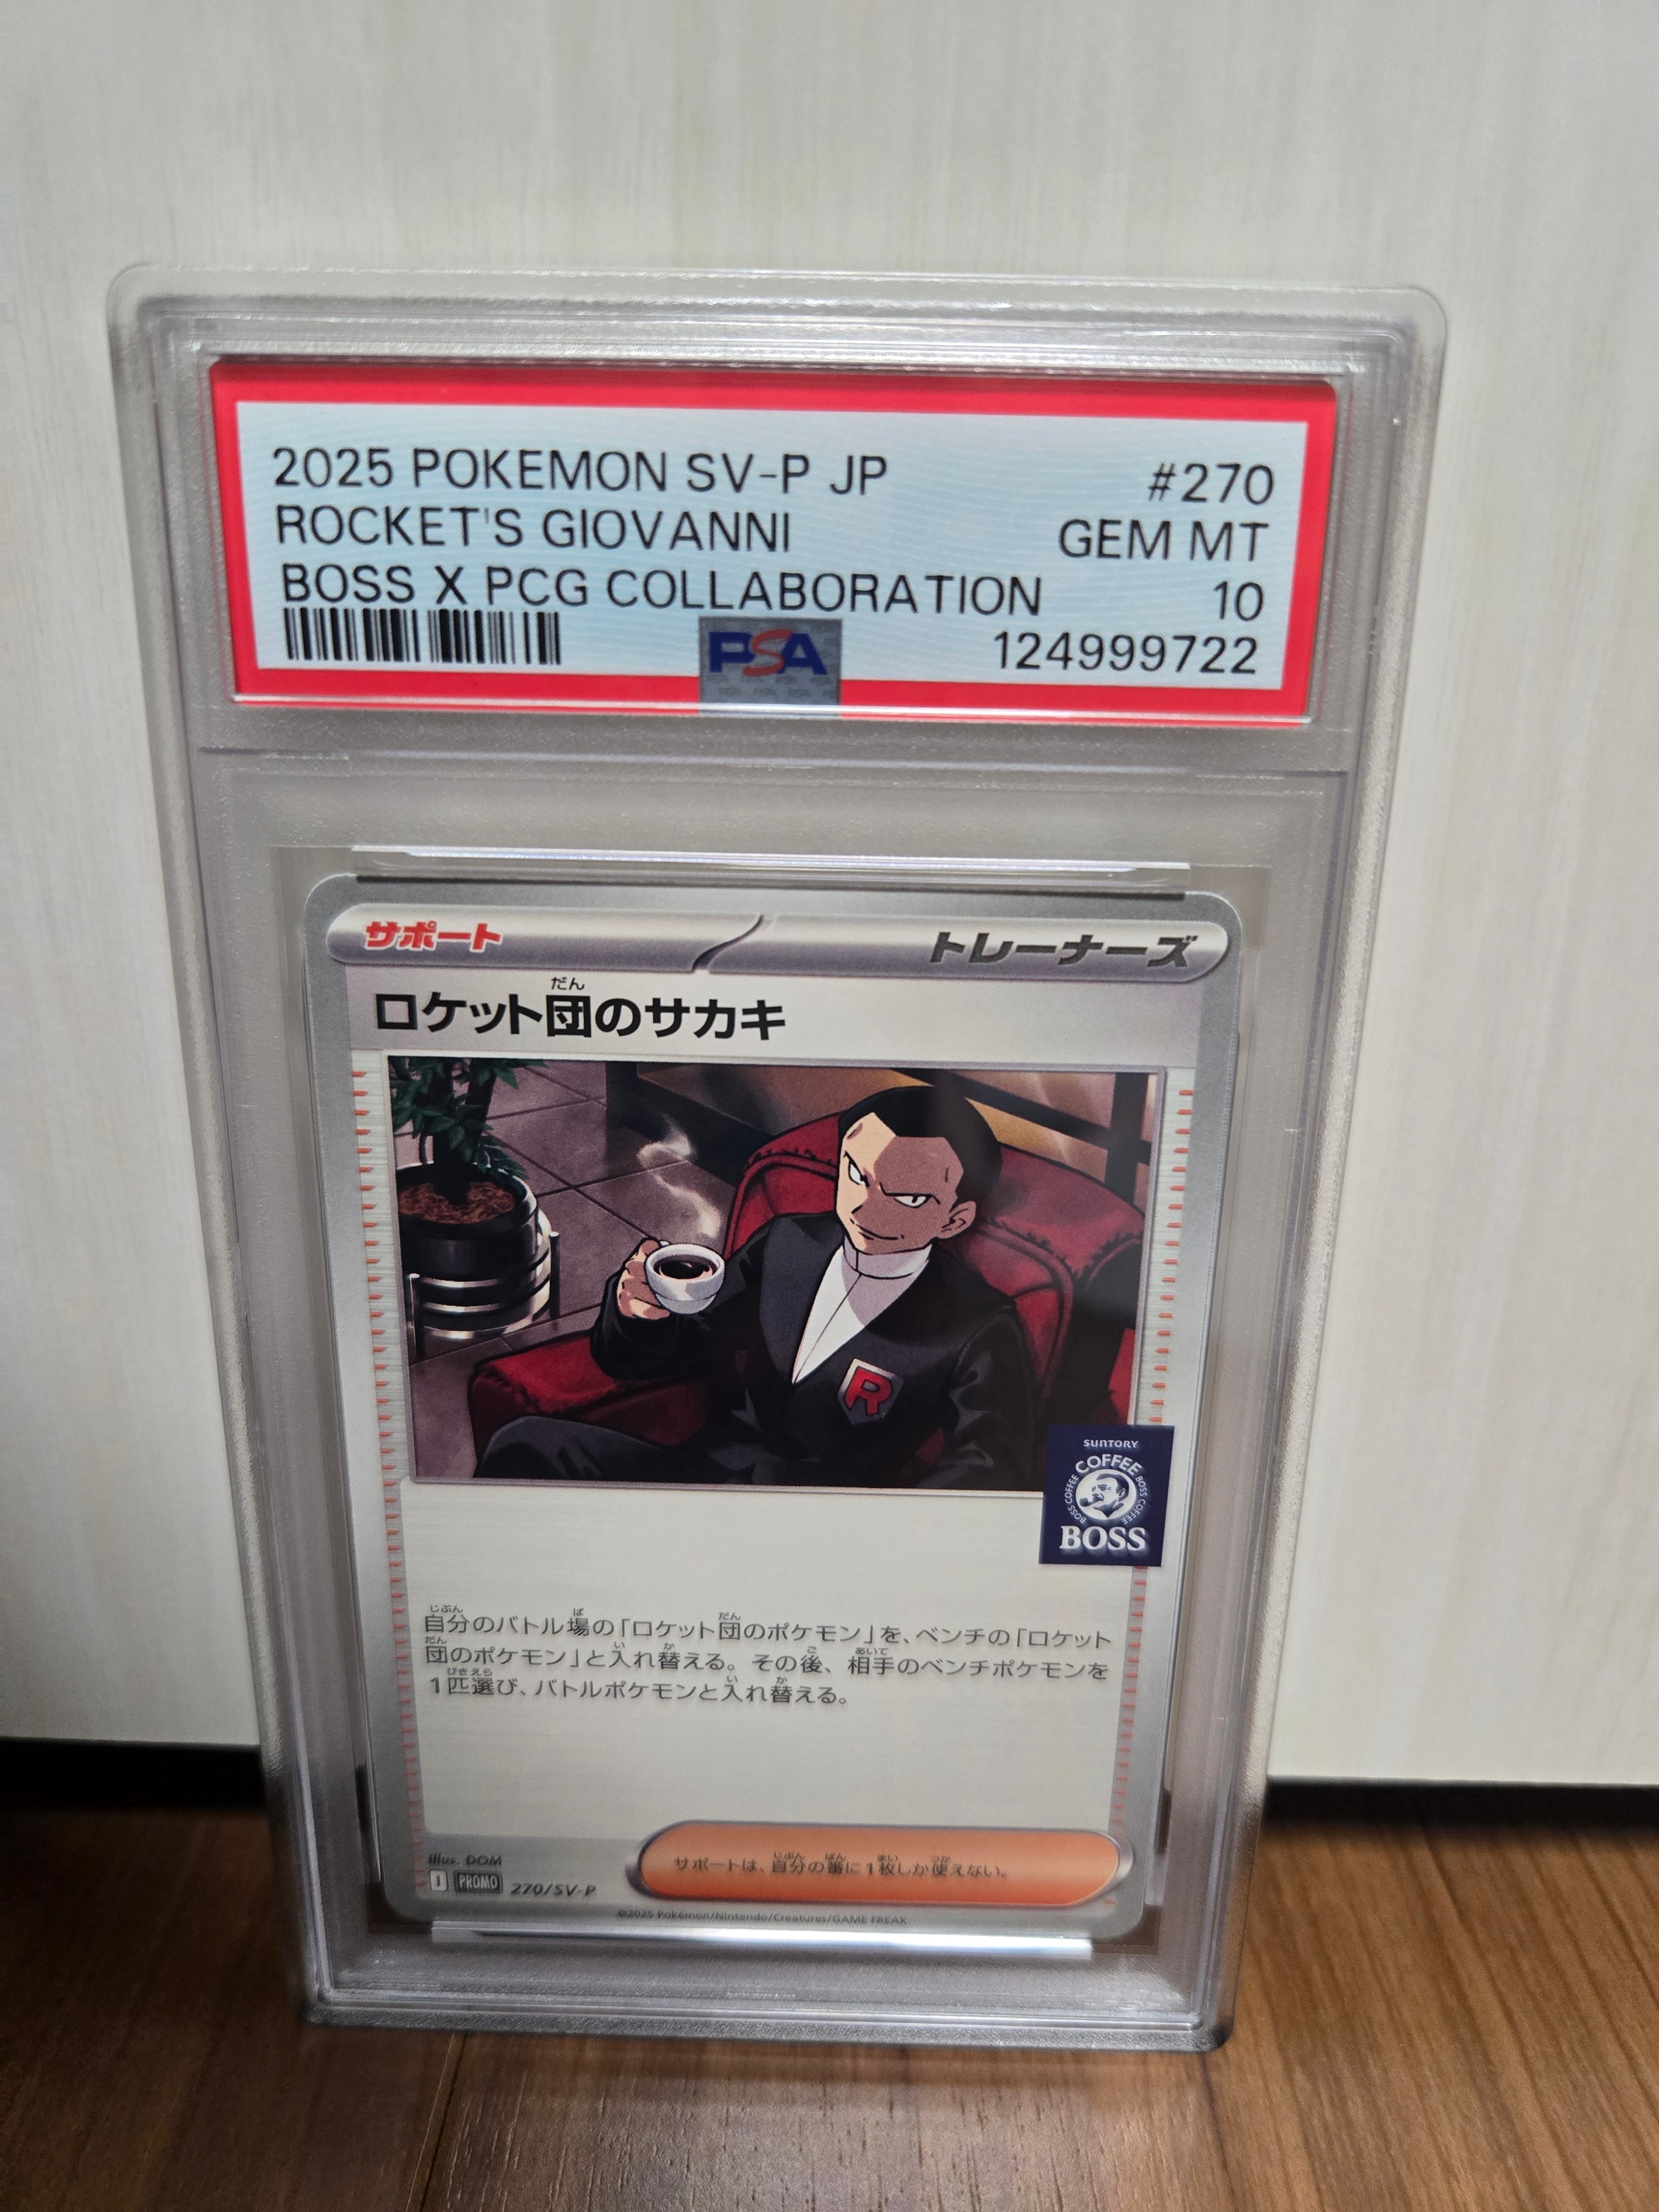 2025 POKEMON SV-P JP #270
ROCKET'S GIOVANNI GEM MT
BOSS X PCG COLLABORATION 10
PSA 124999722
サポート トレーナーズ
ロケット団のサカキ
だん
R
SUNTORY
COFFEE
BOSS COFFEE BOSS COFFEE
BOSS
自分のバトル場の「ロケット団のポケモン」を、ベンチの「ロケット
団のポケモン」と入れ替える。その後、相手のベンチポケモンを
1匹選び、バトルポケモンと入れ替える。
サポートは、自分の番に1枚しか使えない。
Illus. DOM
I PROMO 270/SV-P
©2025 Pokémon/Nintendo/Creatures/GAME FREAK